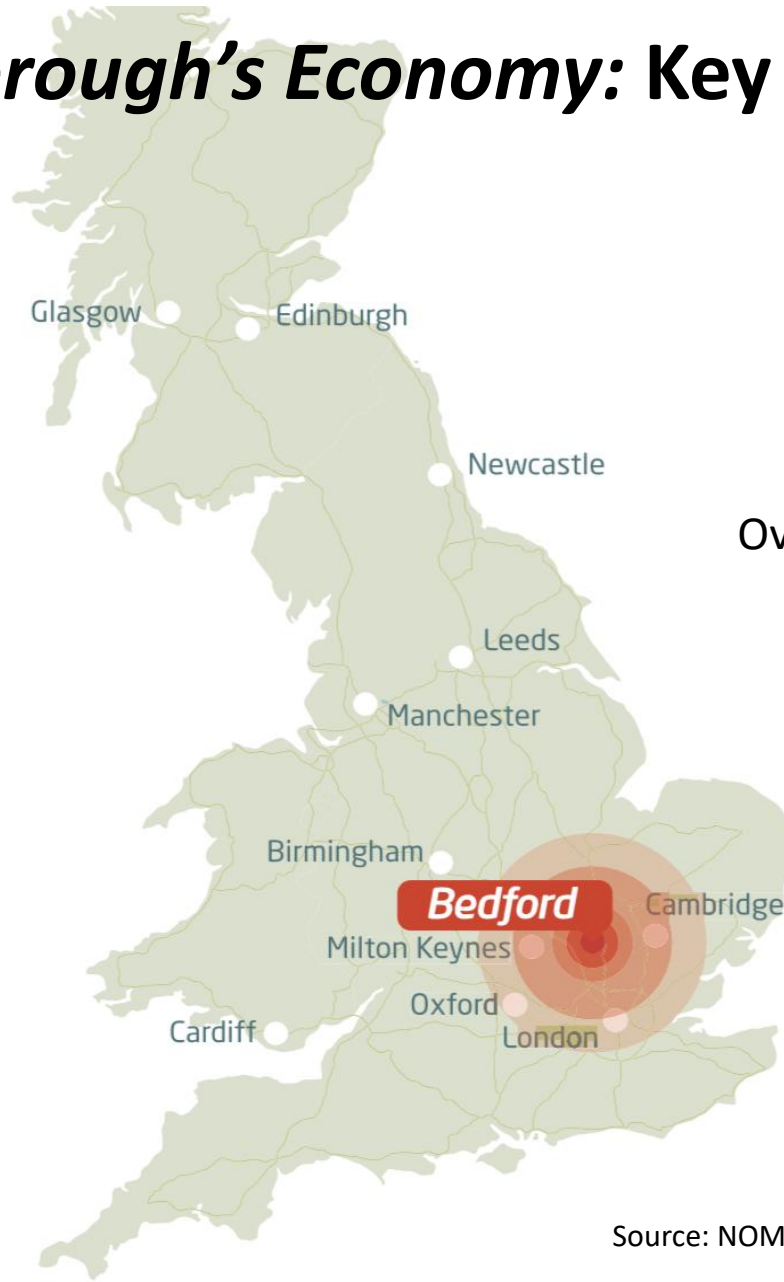 rough's Economy: Key
Glasgow
Edinburgh
Newcastle
Ov
Leeds
Manchester
Birmingham
Bedford
Cambridge
Milton Keynes
Oxford
London
Cardiff
Source: NOM